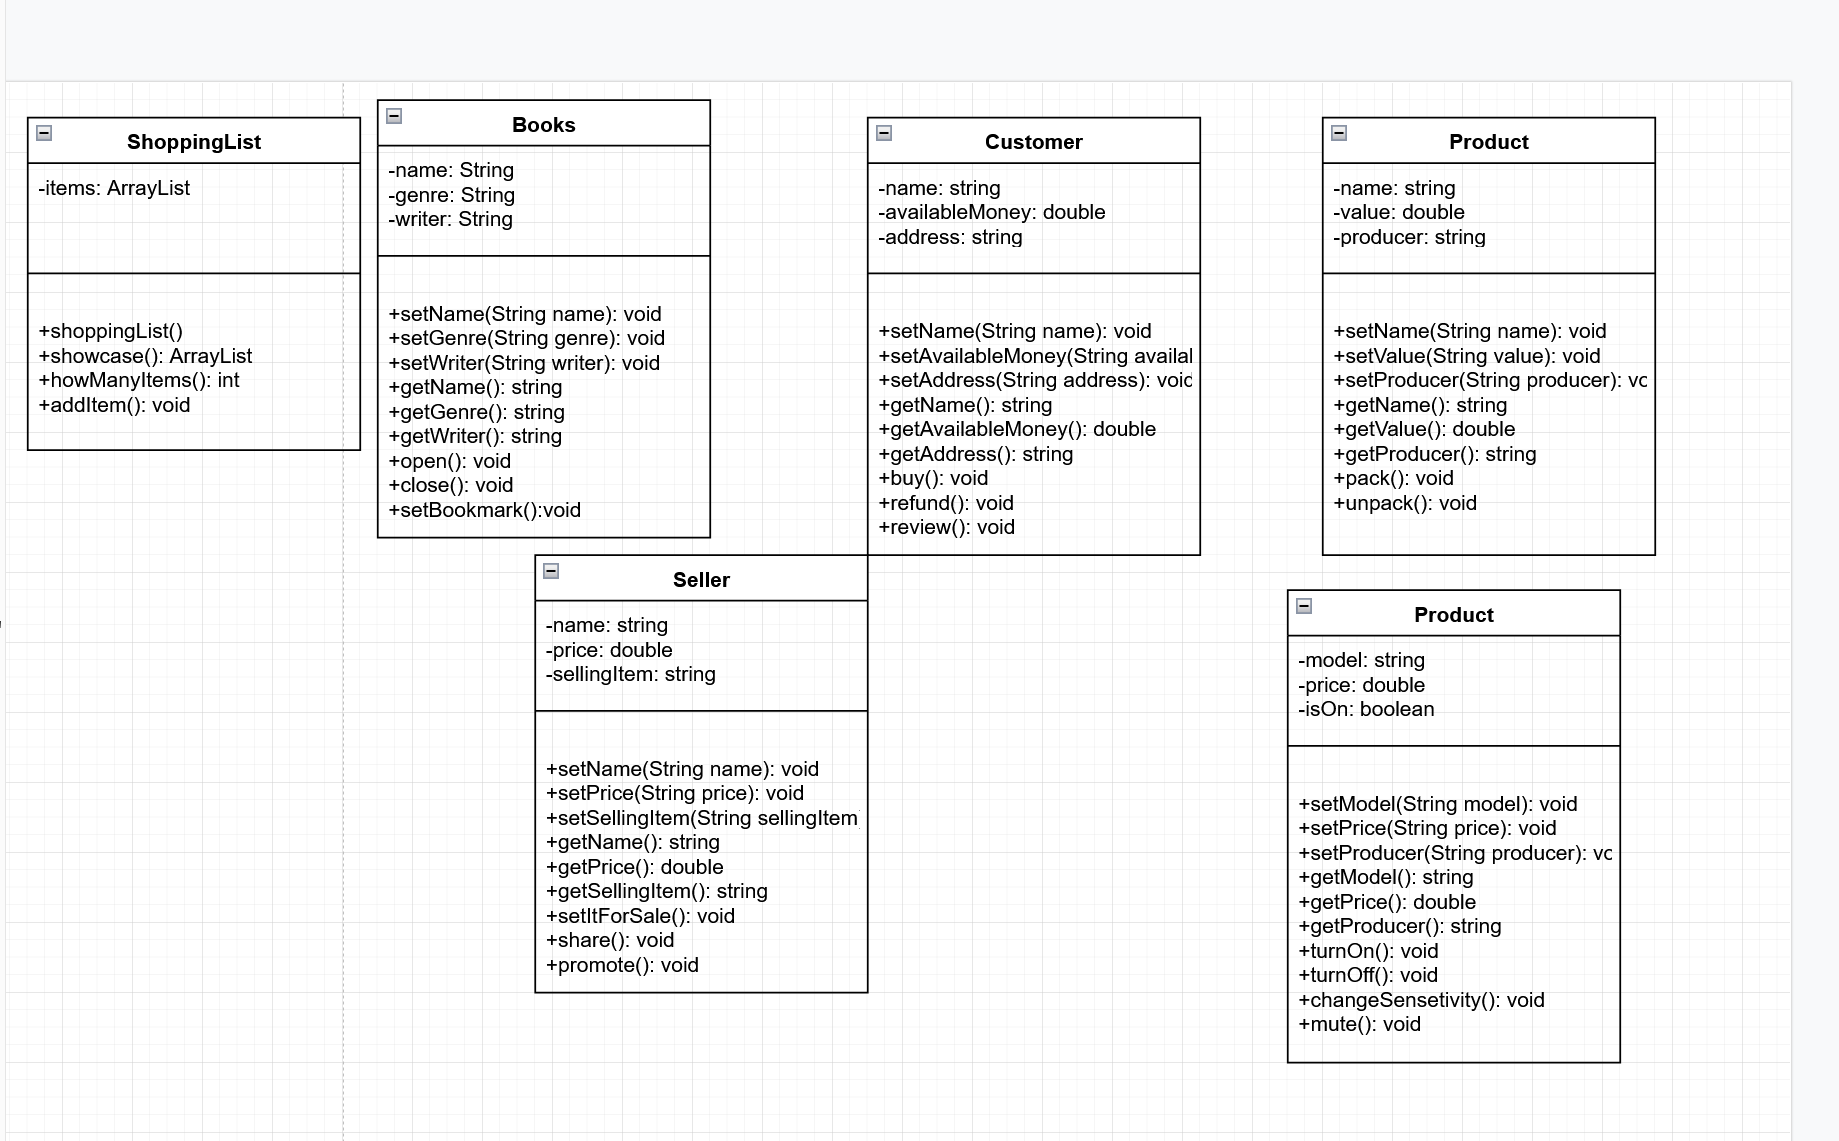 ShoppingList
-items: ArrayList
+shoppingList()
+showcase(): ArrayList
+howManyItems(): int
+addItem(): void
Books
-name: String
-genre: String
-writer: String
+setName(String name): void
+setGenre(String genre): void
+setWriter(String writer): void
+getName(): string
+getGenre(): string
+getWriter(): string
+open(): void
+close(): void
+setBookmark():void
Customer
-name: string
-availableMoney: double
-address: string
+setName(String name): void
+setAvailableMoney(String availal
+setAddress(String address): void
+getName(): string
+getAvailableMoney(): double
+getAddress(): string
+buy(): void
+refund(): void
+review(): void
Product
-name: string
-value: double
-producer: string
+setName(String name): void
+setValue(String value): void
+setProducer(String producer): vo
+getName(): string
+getValue(): double
+getProducer(): string
+pack(): void
+unpack(): void
Seller
-name: string
-price: double
-sellingItem: string
+setName(String name): void
+setPrice(String price): void
+setSellingItem(String sellingItem
+getName(): string
+getPrice(): double
+getSellingItem(): string
+setItForSale(): void
+share(): void
+promote(): void
Product
-model: string
-price: double
-isOn: boolean
+setModel(String model): void
+setPrice(String price): void
+setProducer(String producer): vo
+getModel(): string
+getPrice(): double
+getProducer(): string
+turnOn(): void
+turnOff(): void
+changeSensetivity(): void
+mute(): void